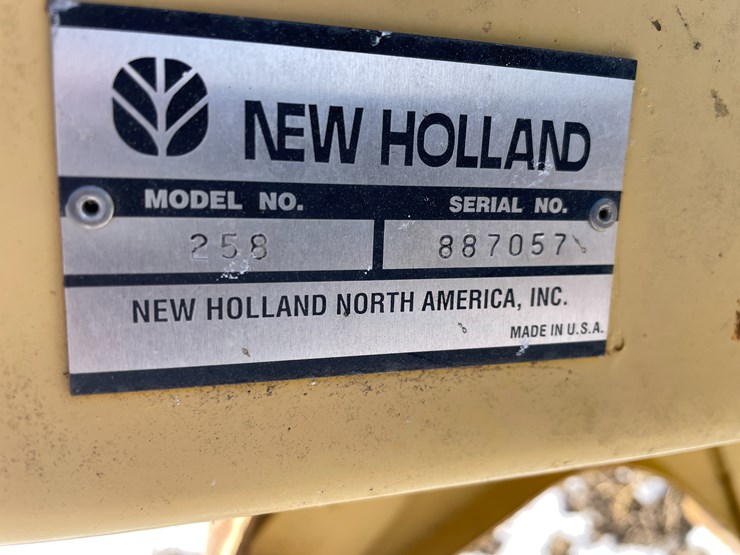 NEW HOLLAND
MODEL NO. SERIAL NO.
258 887057
NEW HOLLAND NORTH AMERICA, INC.
MADE IN U.S.A.